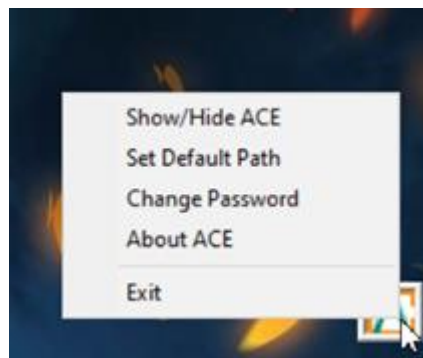 Show/Hide ACE
Set Default Path
Change Password
About ACE
Exit